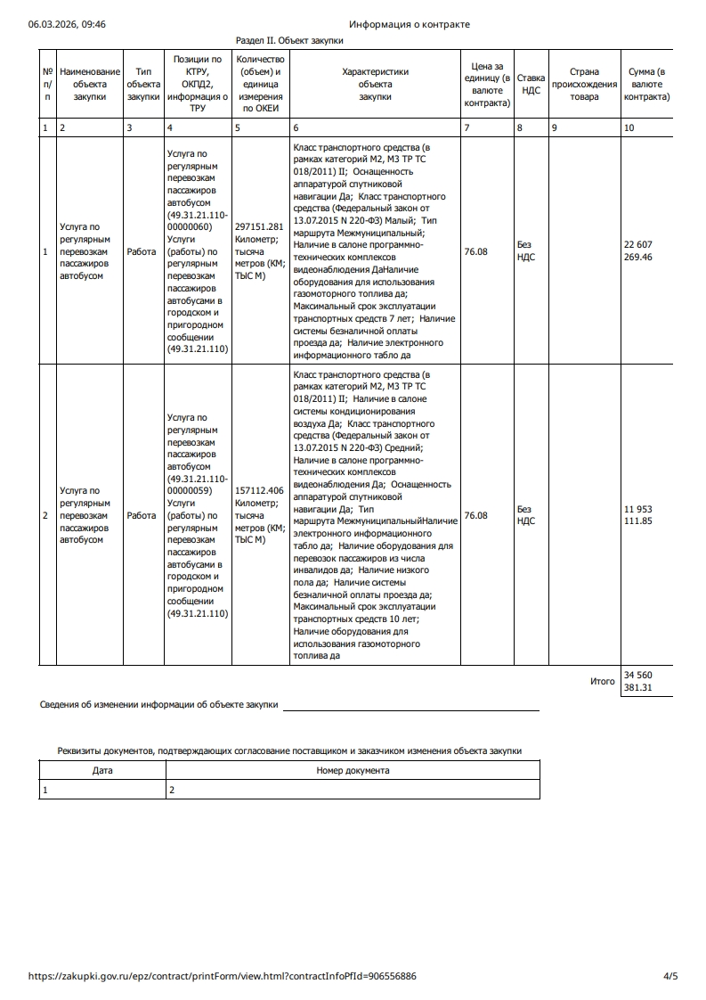 06.03.2026, 09:46
Информация о контракте
Раздел II. Объект закупки
№
п/
п
Наименование
объекта
закупки
Тип
объекта
закупки
Позиции по
КТРУ,
ОКПД2,
информация о
ТРУ
Количество
(объем) и
единица
измерения
по ОКЕИ
Характеристики
объекта
закупки
Цена за
единицу (в
валюте
контракта)
Ставка
НДС
Страна
происхождения
товара
Сумма (в
валюте
контракта)
1
2
3
4
5
6
7
8
9
10
1
Услуга по
регулярным
перевозкам
пассажиров
автобусом
Работа
Услуга по
регулярным
перевозкам
пассажиров
автобусом
(49.31.21.110-
00000060)
Услуги
(работы) по
регулярным
перевозкам
пассажиров
автобусами в
городском и
пригородном
сообщении
(49.31.21.110)
297151.281
Километр;
тысяча
метров (КМ;
ТЫС М)
Класс транспортного средства (в
рамках категорий М2, М3 ТР ТС
018/2011) II; Оснащенность
аппаратурой спутниковой
навигации Да; Класс транспортного
средства (Федеральный закон от
13.07.2015 N 220-ФЗ) Малый; Тип
маршрута Межмуниципальный;
Наличие в салоне программно-
технических комплексов
видеонаблюдения ДаНаличие
оборудования для использования
газомоторного топлива да;
Максимальный срок эксплуатации
транспортных средств 7 лет; Наличие
системы безналичной оплаты
проезда да; Наличие электронного
информационного табло да
76.08
Без
НДС
22 607
269.46
2
Услуга по
регулярным
перевозкам
пассажиров
автобусом
Работа
Услуга по
регулярным
перевозкам
пассажиров
автобусом
(49.31.21.110-
00000059)
Услуги
(работы) по
регулярным
перевозкам
пассажиров
автобусами в
городском и
пригородном
сообщении
(49.31.21.110)
157112.406
Километр;
тысяча
метров (КМ;
ТЫС М)
Класс транспортного средства (в
рамках категорий М2, М3 ТР ТС
018/2011) II; Наличие в салоне
системы кондиционирования
воздуха Да; Класс транспортного
средства (Федеральный закон от
13.07.2015 N 220-ФЗ) Средний;
Наличие в салоне программно-
технических комплексов
видеонаблюдения Да; Оснащенность
аппаратурой спутниковой
навигации Да; Тип
маршрута МежмуниципальныйНаличие
электронного информационного
табло да; Наличие оборудования для
перевозок пассажиров из числа
инвалидов да; Наличие низкого
пола да; Наличие системы
безналичной оплаты проезда да;
Максимальный срок эксплуатации
транспортных средств 10 лет;
Наличие оборудования для
использования газомоторного
топлива да
76.08
Без
НДС
11 953
111.85
Итого
34 560
381.31
Сведения об изменении информации об объекте закупки
Реквизиты документов, подтверждающих согласование поставщиком и заказчиком изменения объекта закупки
Дата
Номер документа
1
2
https://zakupki.gov.ru/epz/contract/printForm/view.html?contractInfoPfId=906556886
4/5